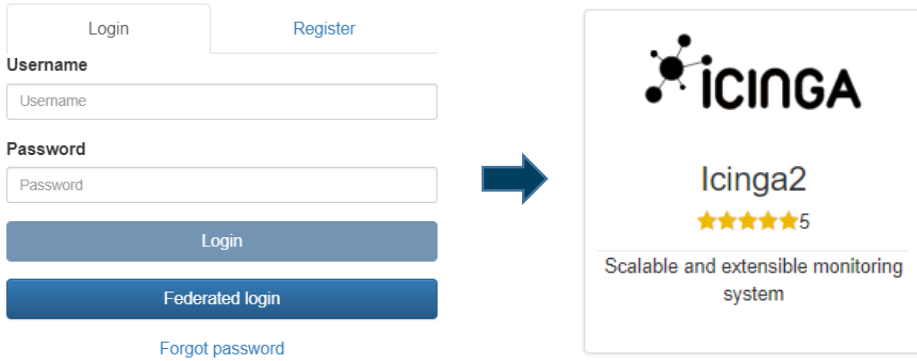 Login
Register
Username
Username
Password
Password
Login
Federated login
Forgot password
ICINGA
Icinga2
5
Scalable and extensible monitoring
system